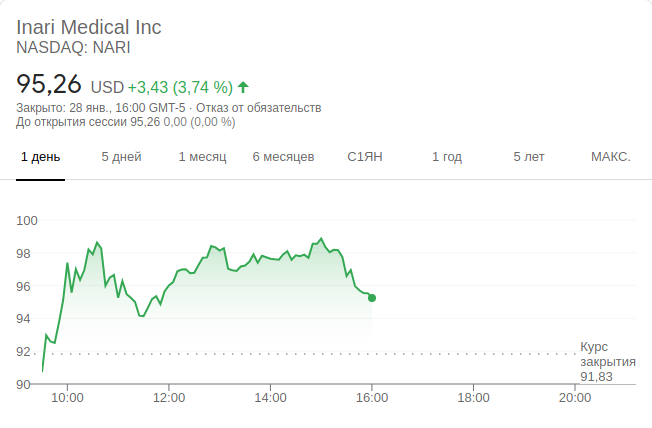 Inari Medical Inc
NASDAQ: NARI
95,26 USD +3,43 (3,74 %)
Закрыто: 28 янв., 16:00 GMT-5 · Отказ от обязательств
До открытия сессии 95,26 0,00 (0,00 %)
1 день 5 дней 1 месяц 6 месяцев С1ЯН 1 год 5 лет МАКС.
100
98
96
94
92
90
Курс
закрытия
91,83
10:00 12:00 14:00 16:00 18:00 20:00